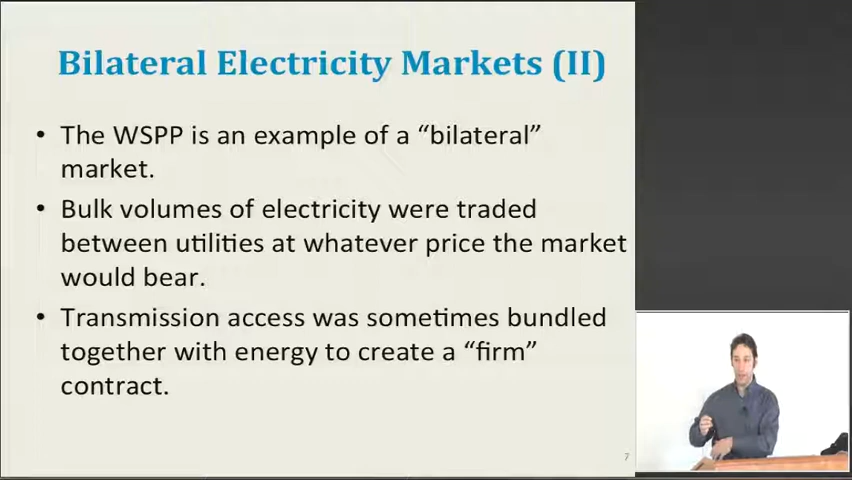 Bilateral Electricity Markets (II)
• The WSPP is an example of a “bilateral”
market.
• Bulk volumes of electricity were traded
between utilities at whatever price the market
would bear.
• Transmission access was sometimes bundled
together with energy to create a “firm”
contract.
7